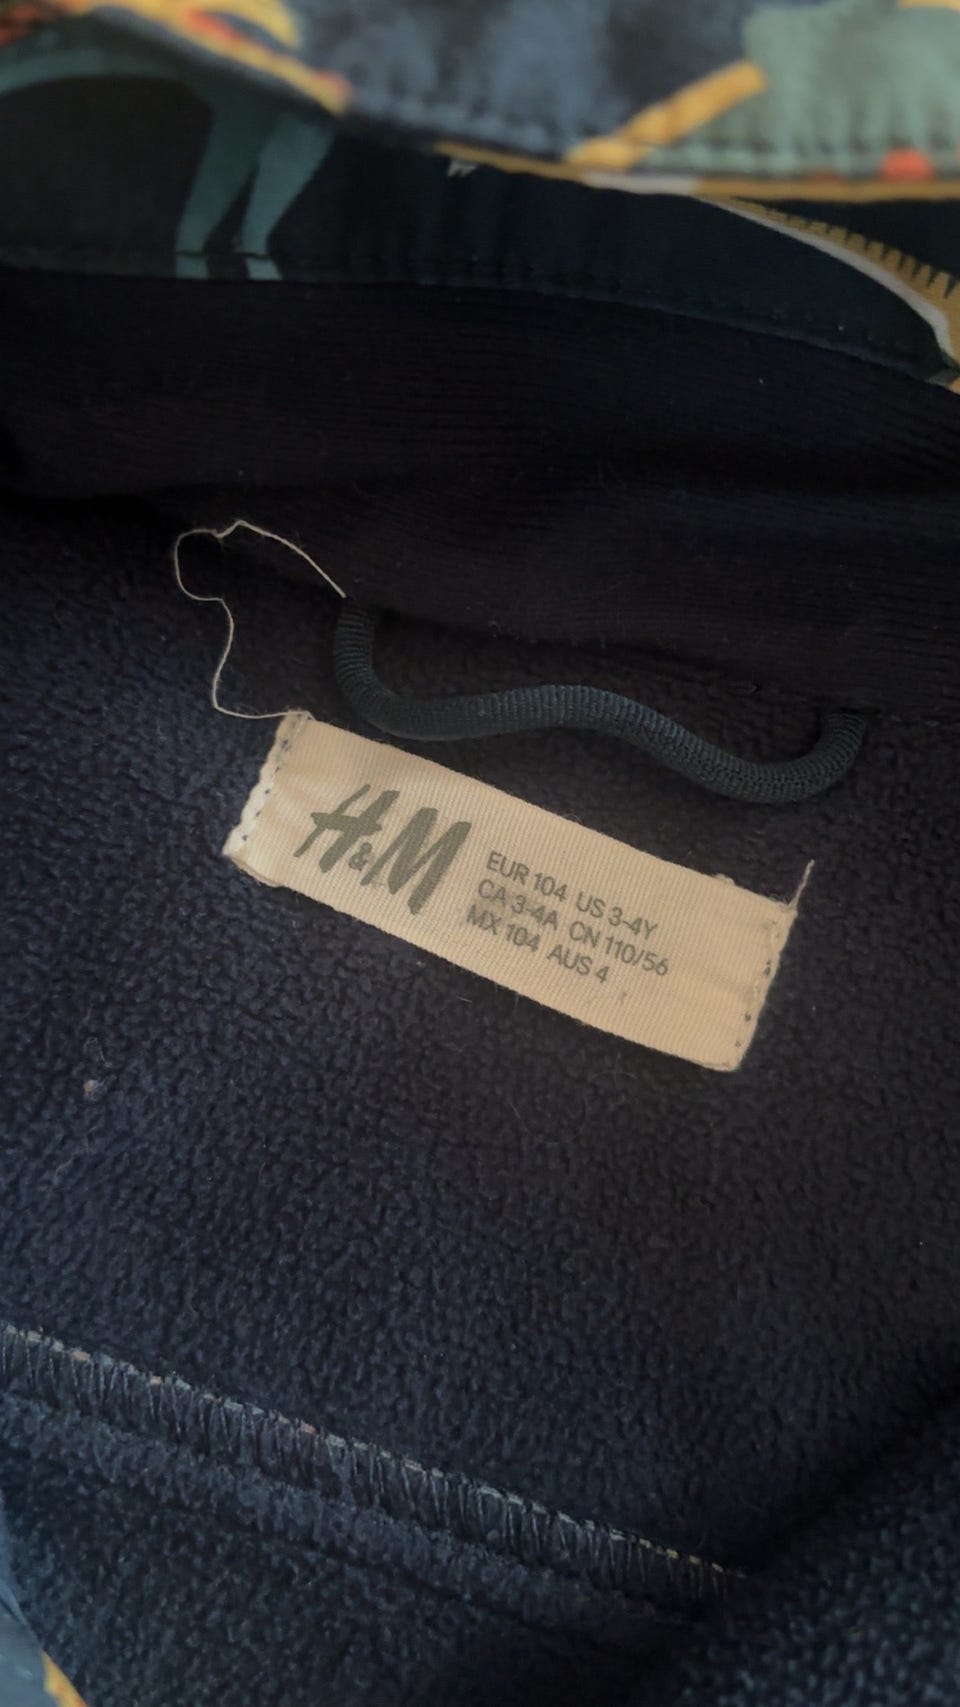 H&M
EUR 104 US 3-4Y
CA 3-4A CN 110/56
MX 104 AUS 4